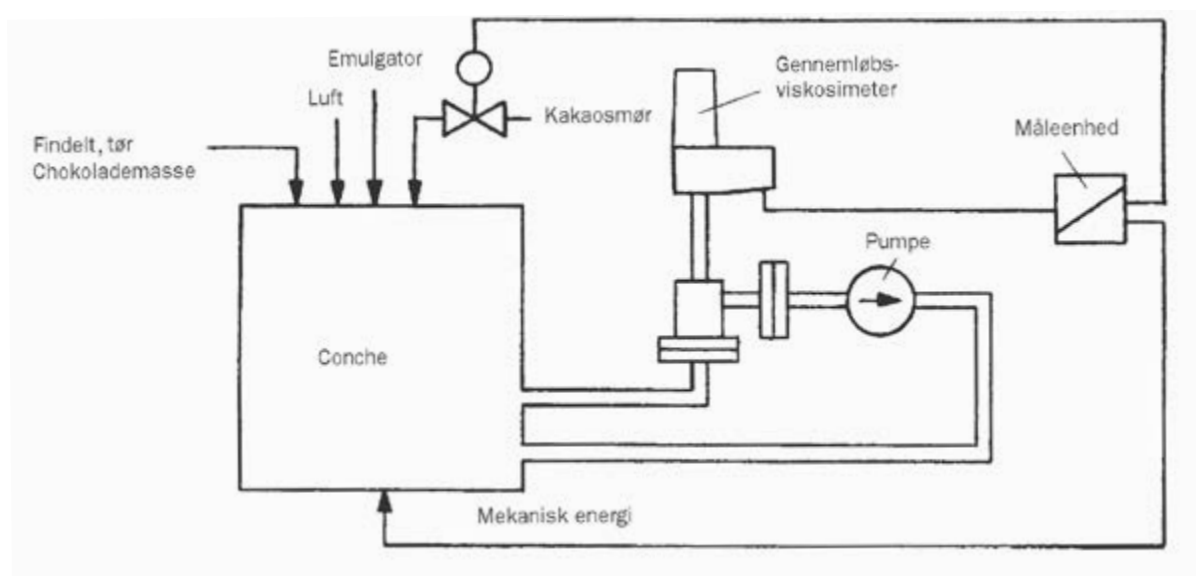 Emulgator
Luft
Kakaosmør
Gennemløbs-
viskosimeter
Måleenhed
Findelt, tør
Chokolademasse
Pumpe
Conche
Mekanisk energi